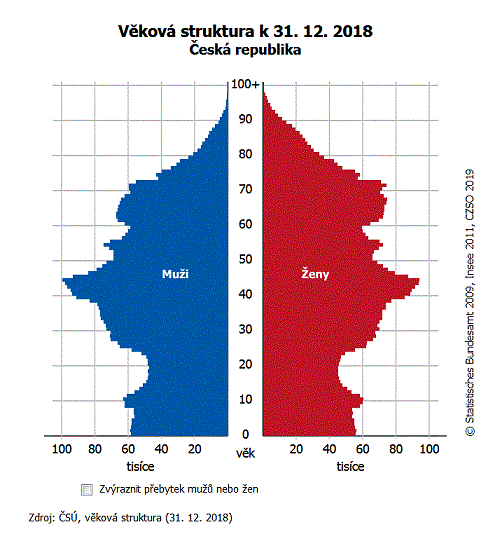 Věková struktura k 31. 12. 2018
Česká republika
100+
90
80
70
60
50
40
30
20
10
0
Muži
Ženy
100 80 60 40 20
věk
20 40 60 80 100
tisíce
tisíce
Zvýraznit přebytek mužů nebo žen
Zdroj: ČSÚ, věková struktura (31. 12. 2018)
© Statistisches Bundesamt 2009, Insee 2011, CZSO 2019